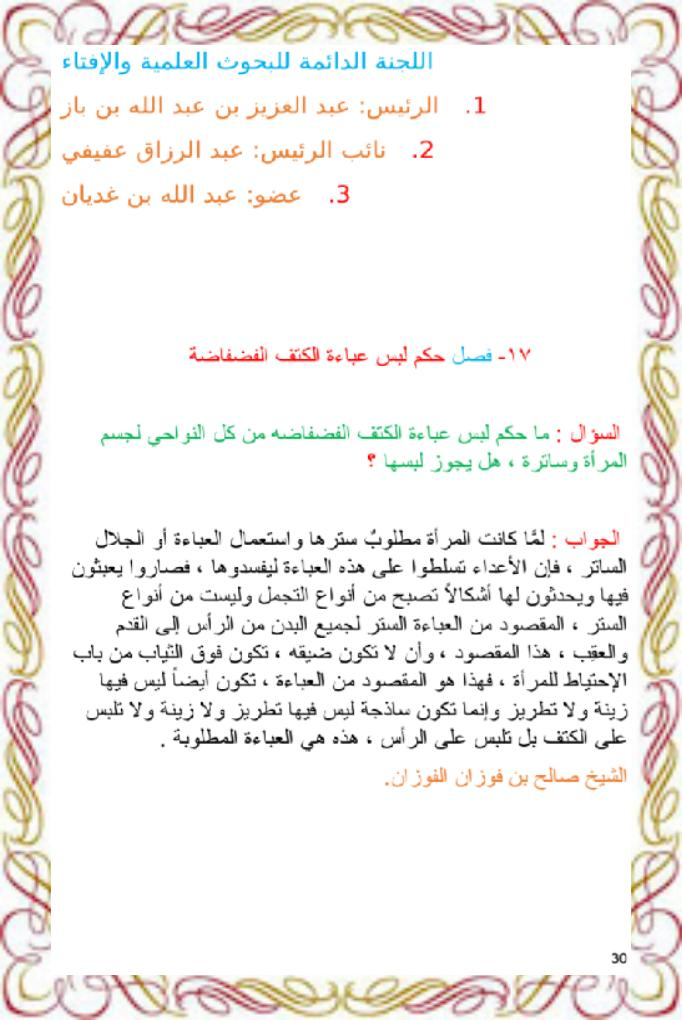 اللجنة الدائمة للبحوث العلمية والإفتاء
1. الرئيس: عبد العزيز بن عبد الله بن باز
2. نائب الرئيس: عبد الرزاق عفيفي
3. عضو: عبد الله بن غديان
١٧- فصل حكم لبس عباءة الكتف الفضفاضة
السؤال : ما حكم لبس عباءة الكتف الفضفاضه من كل النواحي لجسم
المرأة وساترة ، هل يجوز لبسها ؟
الجواب : لمَّا كانت المرأة مطلوبٌ سترها واستعمال العباءة أو الجلال
الساتر ، فإن الأعداء تسلطوا على هذه العباءة ليفسدوها ، فصاروا يعبثون
فيها ويحدثون لها أشكالاً تصبح من أنواع التجمل وليست من أنواع
الستر ، المقصود من العباءة الستر لجميع البدن من الرأس إلى القدم
والعقِب ، هذا المقصود ، وأن لا تكون ضيقه ، تكون فوق الثياب من باب
الإحتياط للمرأة ، فهذا هو المقصود من العباءة ، تكون أيضاً ليس فيها
زينة ولا تطريز وإنما تكون ساذجة ليس فيها تطريز ولا زينة ولا تلبس
على الكتف بل تلبس على الرأس ، هذه هي العباءة المطلوبة .
الشيخ صالح بن فوزان الفوزان.
30